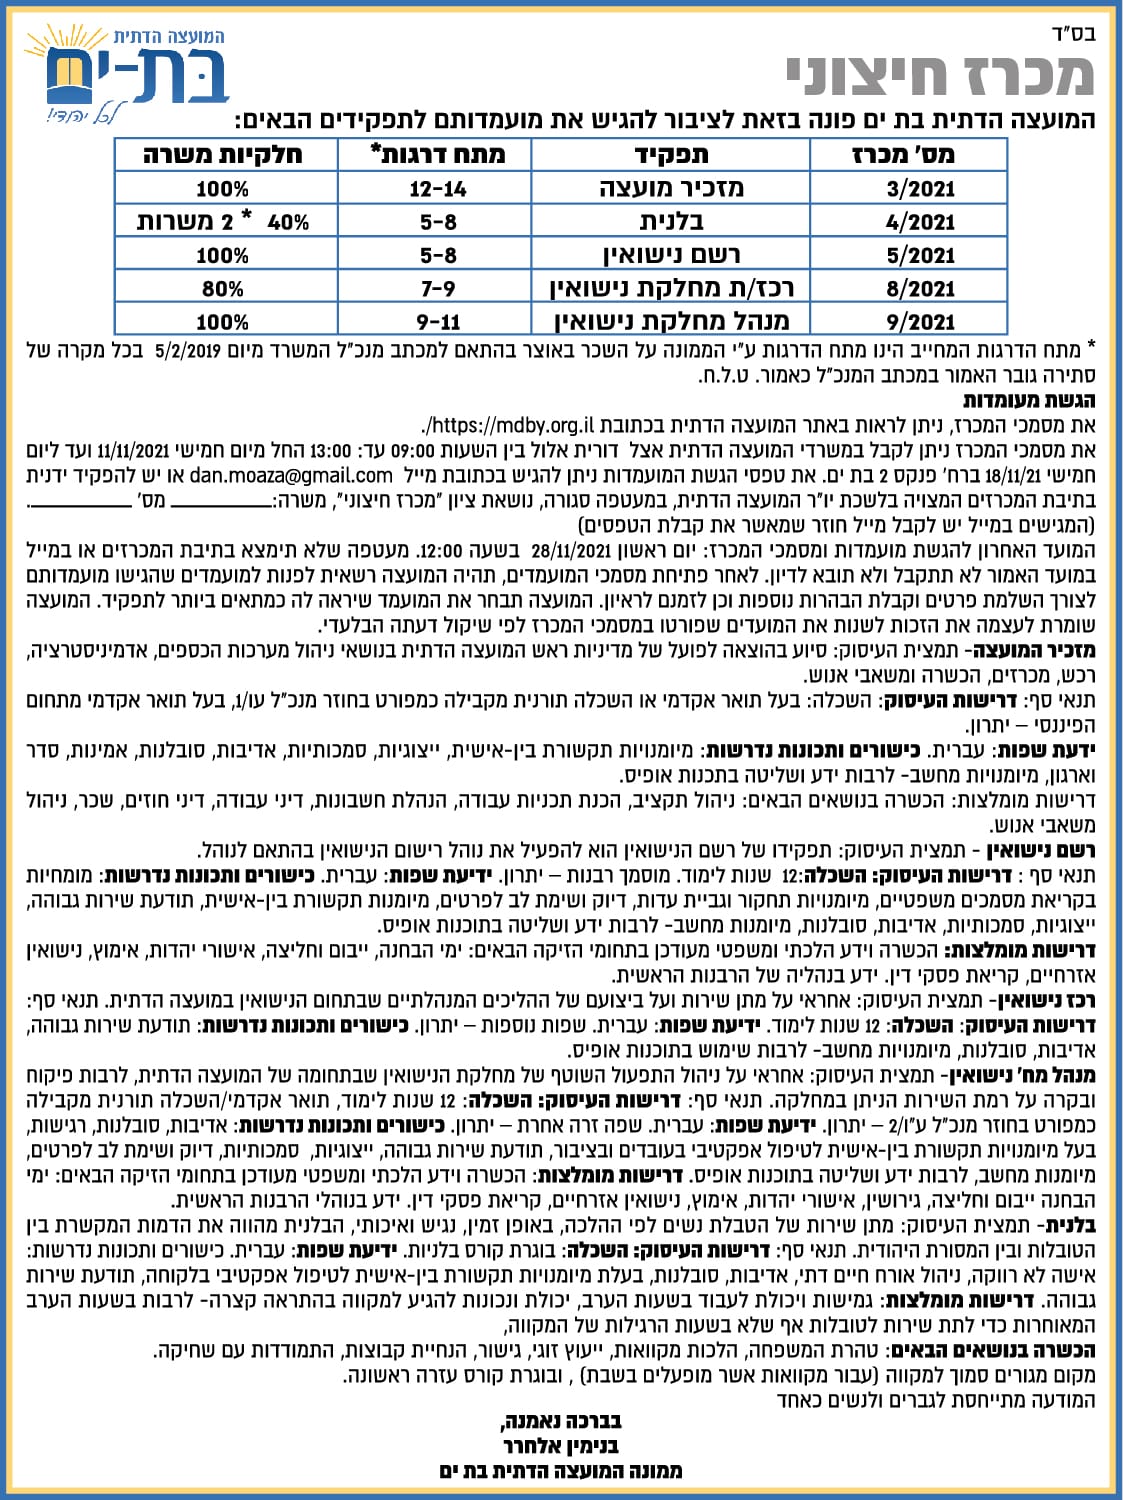 בס"ד
המועצה הדתית
בת-ים
לכל יהודי!
מכרז חיצוני
המועצה הדתית בת ים פונה בזאת לציבור להגיש את מועמדותם לתפקידים הבאים:
מס' מכרז תפקיד מתח דרגות* חלקיות משרה
3/2021 מזכיר מועצה 12-14 100%
4/2021 בלנית 5-8 40% * 2 משרות
5/2021 רשם נישואין 5-8 100%
8/2021 רכז/ת מחלקת נישואין 7-9 80%
9/2021 מנהל מחלקת נישואין 9-11 100%
* מתח הדרגות המחייב הינו מתח הדרגות ע"י הממונה על השכר באוצר בהתאם למכתב מנכ"ל המשרד מיום 5/2/2019 בכל מקרה של
סתירה גובר האמור במכתב המנכ"ל כאמור. ט.ל.ח.
הגשת מעומדות
את מסמכי המכרז, ניתן לראות באתר המועצה הדתית בכתובת https://mdby.org.il/.
את מסמכי המכרז ניתן לקבל במשרדי המועצה הדתית אצל דורית אלול בין השעות 09:00 עד: 13:00 החל מיום חמישי 11/11/2021 ועד ליום
חמישי 18/11/21 ברח' פנקס 2 בת ים. את טפסי הגשת המועמדות ניתן להגיש בכתובת מייל dan.moaza@gmail.com או יש להפקיד ידנית
בתיבת המכרזים המצויה בלשכת יו"ר המועצה הדתית, במעטפה סגורה, נושאת ציון "מכרז חיצוני", משרה:__________ מס' __________.
(המגישים במייל יש לקבל מייל חוזר שמאשר את קבלת הטפסים)
המועד האחרון להגשת מועמדות ומסמכי המכרז: יום ראשון 28/11/2021 בשעה 12:00. מעטפה שלא תימצא בתיבת המכרזים או במייל
במועד האמור לא תתקבל ולא תובא לדיון. לאחר פתיחת מסמכי המועמדים, תהיה המועצה רשאית לפנות למועמדים שהגישו מועמדותם
לצורך השלמת פרטים וקבלת הבהרות נוספות וכן לזמנם לראיון. המועצה תבחר את המועמד שיראה לה כמתאים ביותר לתפקיד. המועצה
שומרת לעצמה את הזכות לשנות את המועדים שפורטו במסמכי המכרז לפי שיקול דעתה הבלעדי.
מזכיר המועצה- תמצית העיסוק: סיוע בהוצאה לפועל של מדיניות ראש המועצה הדתית בנושאי ניהול מערכות הכספים, אדמיניסטרציה,
רכש, מכרזים, הכשרה ומשאבי אנוש.
תנאי סף: דרישות העיסוק: השכלה: בעל תואר אקדמי או השכלה תורנית מקבילה כמפורט בחוזר מנכ"ל עו/1, בעל תואר אקדמי מתחום
הפיננסי – יתרון.
ידעת שפות: עברית. כישורים ותכונות נדרשות: מיומנויות תקשורת בין-אישית, ייצוגיות, סמכותיות, אדיבות, סובלנות, אמינות, סדר
וארגון, מיומנויות מחשב- לרבות ידע ושליטה בתכנות אופיס.
דרישות מומלצות: הכשרה בנושאים הבאים: ניהול תקציב, הכנת תכניות עבודה, הנהלת חשבונות, דיני עבודה, דיני חוזים, שכר, ניהול
משאבי אנוש.
רשם נישואין - תמצית העיסוק: תפקידו של רשם הנישואין הוא להפעיל את נוהל רישום הנישואין בהתאם לנוהל.
תנאי סף : דרישות העיסוק: השכלה:12 שנות לימוד. מוסמך רבנות – יתרון. ידיעת שפות: עברית. כישורים ותכונות נדרשות: מומחיות
בקריאת מסמכים משפטיים, מיומנויות תחקור וגביית עדות, דיוק ושימת לב לפרטים, מיומנות תקשורת בין-אישית, תודעת שירות גבוהה,
ייצוגיות, סמכותיות, אדיבות, סובלנות, מיומנות מחשב- לרבות ידע ושליטה בתוכנות אופיס.
דרישות מומלצות: הכשרה וידע הלכתי ומשפטי מעודכן בתחומי הזיקה הבאים: ימי הבחנה, ייבום וחליצה, אישורי יהדות, אימוץ, נישואין
אזרחיים, קריאת פסקי דין. ידע בנהליה של הרבנות הראשית.
רכז נישואין- תמצית העיסוק: אחראי על מתן שירות ועל ביצועם של ההליכים המנהלתיים שבתחום הנישואין במועצה הדתית. תנאי סף:
דרישות העיסוק: השכלה: 12 שנות לימוד. ידיעת שפות: עברית. שפות נוספות – יתרון. כישורים ותכונות נדרשות: תודעת שירות גבוהה,
אדיבות, סובלנות, מיומנויות מחשב- לרבות שימוש בתוכנות אופיס.
מנהל מח' נישואין- תמצית העיסוק: אחראי על ניהול התפעול השוטף של מחלקת הנישואין שבתחומה של המועצה הדתית, לרבות פיקוח
ובקרה על רמת השירות הניתן במחלקה. תנאי סף: דרישות העיסוק: השכלה: 12 שנות לימוד, תואר אקדמי/השכלה תורנית מקבילה
כמפורט בחוזר מנכ"ל ע"ו/2 – יתרון. ידיעת שפות: עברית. שפה זרה אחרת – יתרון. כישורים ותכונות נדרשות: אדיבות, סובלנות, רגישות,
בעל מיומנויות תקשורת בין-אישית לטיפול אפקטיבי בעובדים ובציבור, תודעת שירות גבוהה, ייצוגיות, סמכותיות, דיוק ושימת לב לפרטים,
מיומנות מחשב, לרבות ידע ושליטה בתוכנות אופיס. דרישות מומלצות: הכשרה וידע הלכתי ומשפטי מעודכן בתחומי הזיקה הבאים: ימי
הבחנה ייבום וחליצה, גירושין, אישורי יהדות, אימוץ, נישואין אזרחיים, קריאת פסקי דין. ידע בנוהלי הרבנות הראשית.
בלנית- תמצית העיסוק: מתן שירות של הטבלת נשים לפי ההלכה, באופן זמין, נגיש ואיכותי, הבלנית מהווה את הדמות המקשרת בין
הטובלות ובין המסורת היהודית. תנאי סף: דרישות העיסוק: השכלה: בוגרת קורס בלניות. ידיעת שפות: עברית. כישורים ותכונות נדרשות:
אישה לא רווקה, ניהול אורח חיים דתי, אדיבות, סובלנות, בעלת מיומנויות תקשורת בין-אישית לטיפול אפקטיבי בלקוחה, תודעת שירות
גבוהה. דרישות מומלצות: גמישות ויכולת לעבוד בשעות הערב, יכולת ונכונות להגיע למקווה בהתראה קצרה- לרבות בשעות הערב
המאוחרות כדי לתת שירות לטובלות אף שלא בשעות הרגילות של המקווה,
הכשרה בנושאים הבאים: טהרת המשפחה, הלכות מקוואות, ייעוץ זוגי, גישור, הנחיית קבוצות, התמודדות עם שחיקה.
מקום מגורים סמוך למקווה (עבור מקוואות אשר מופעלים בשבת) , ובוגרת קורס עזרה ראשונה.
המודעה מתייחסת לגברים ולנשים כאחד
בברכה נאמנה,
בנימין אלחרר
ממונה המועצה הדתית בת ים